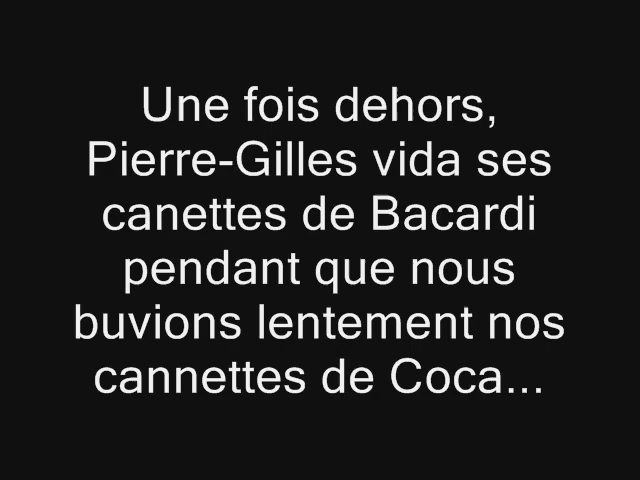 Une fois dehors,
Pierre-Gilles vida ses
canettes de Bacardi
pendant que nous
buvions lentement nos
cannettes de Coca...